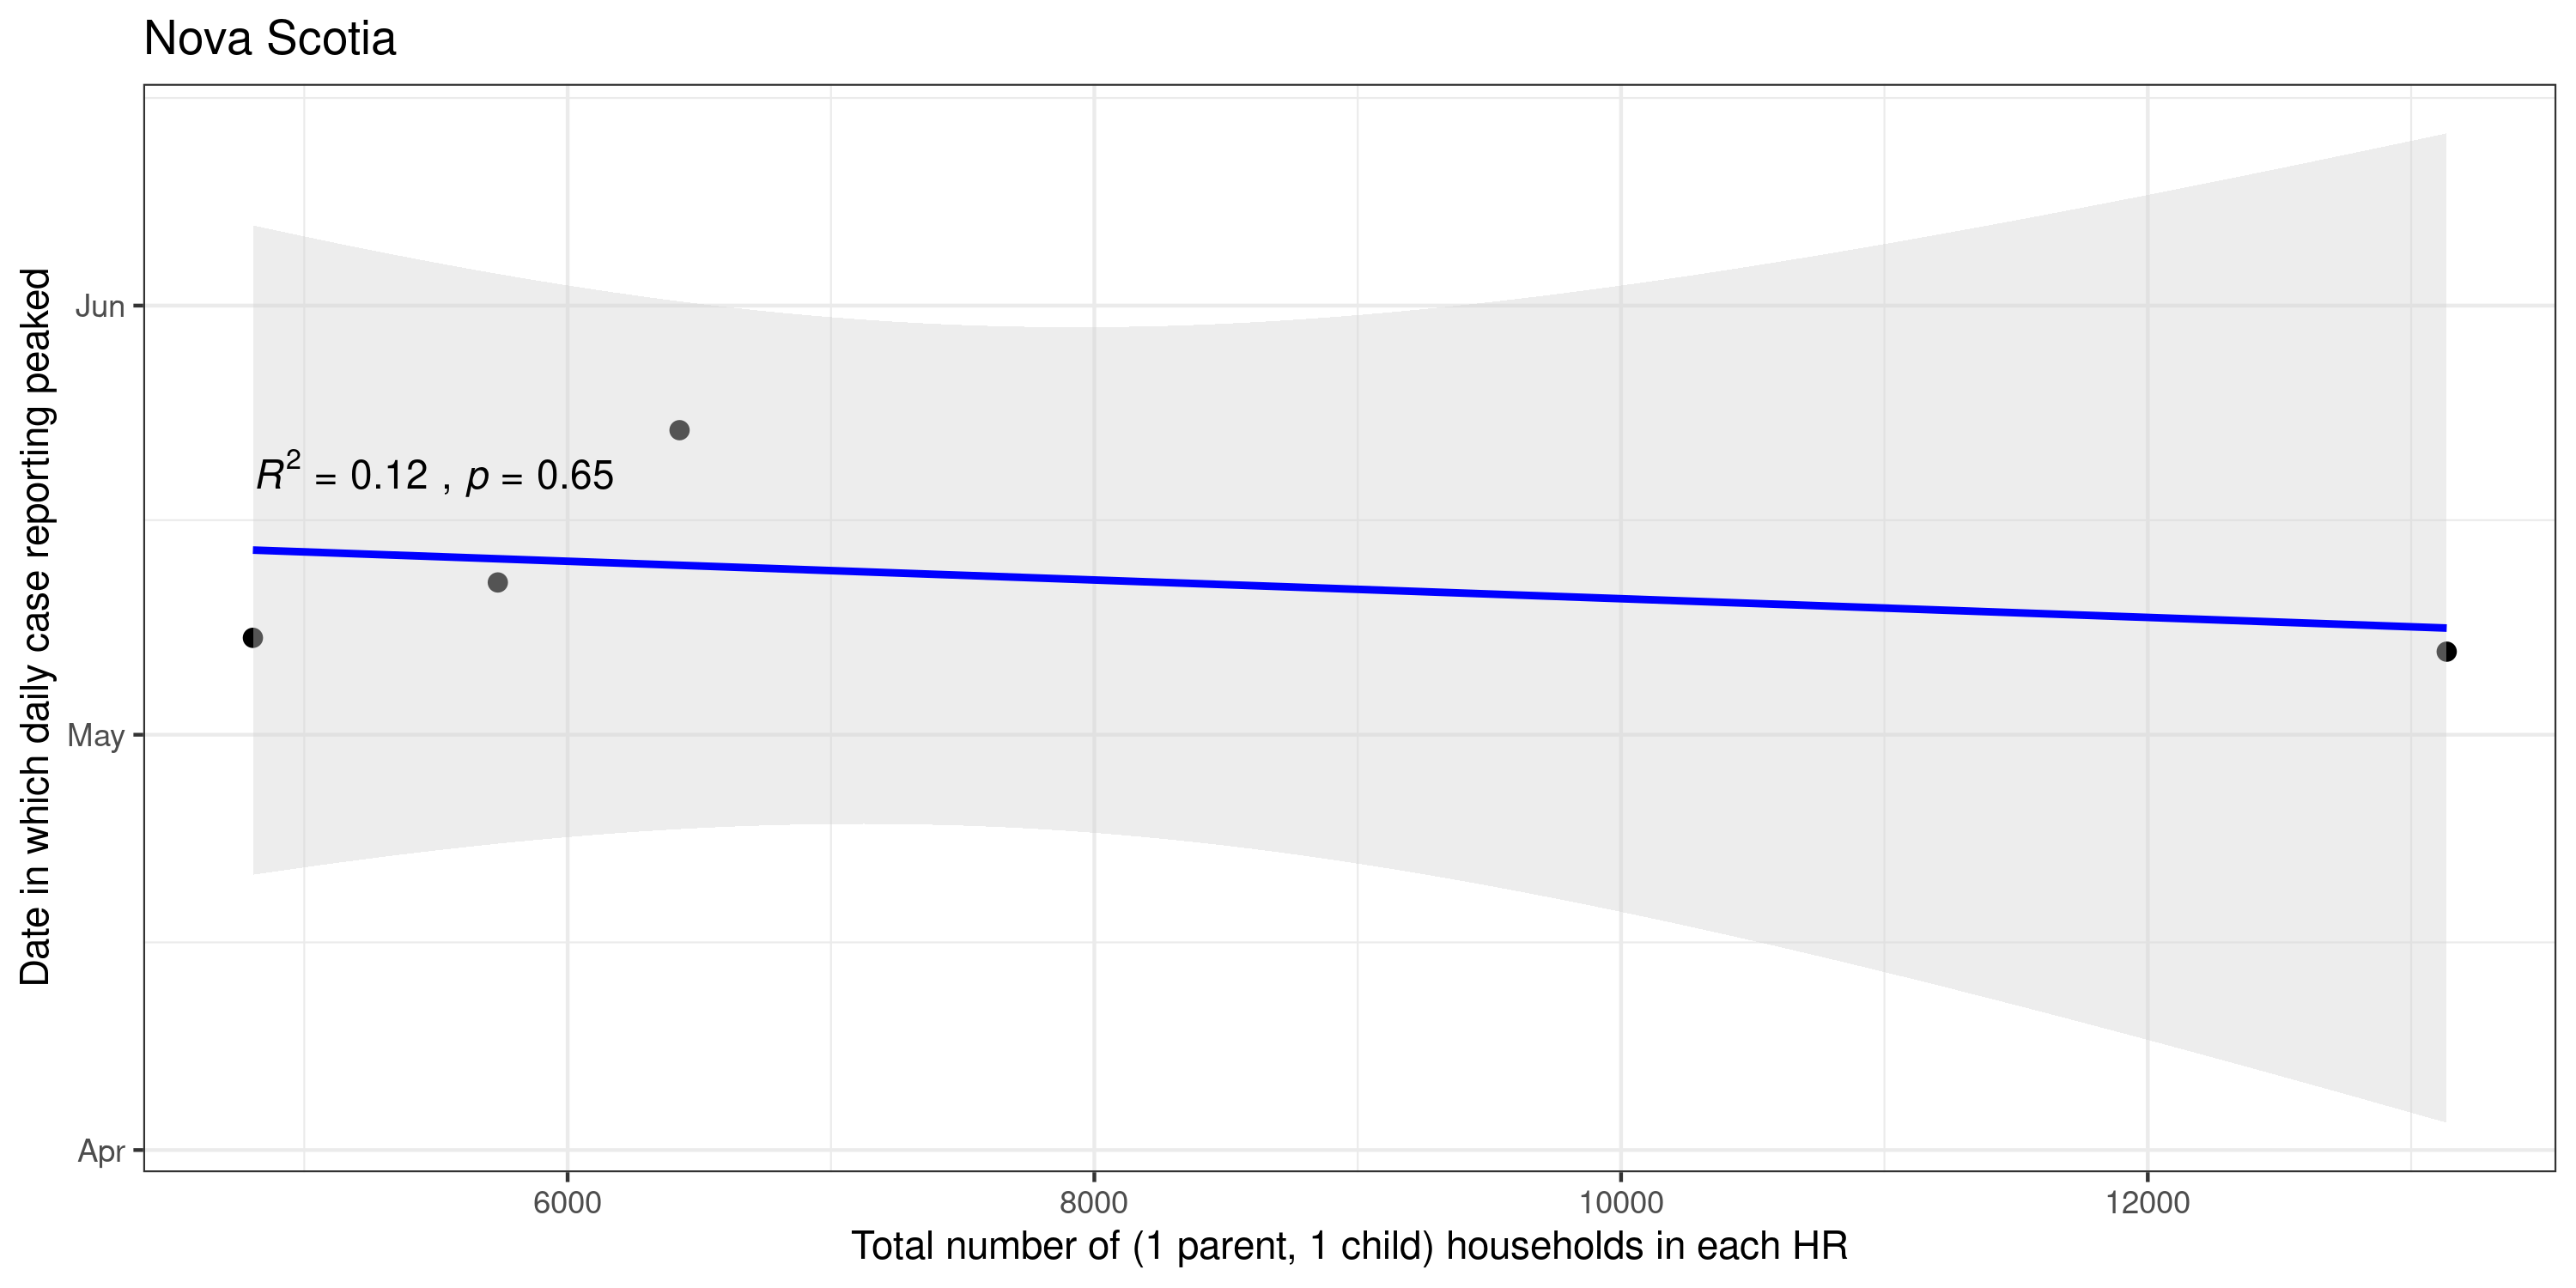 Nova Scotia
Date in which daily case reporting peaked
Jun
May
Apr
R² = 0.12 , p = 0.65
6000
8000
10000
12000
Total number of (1 parent, 1 child) households in each HR